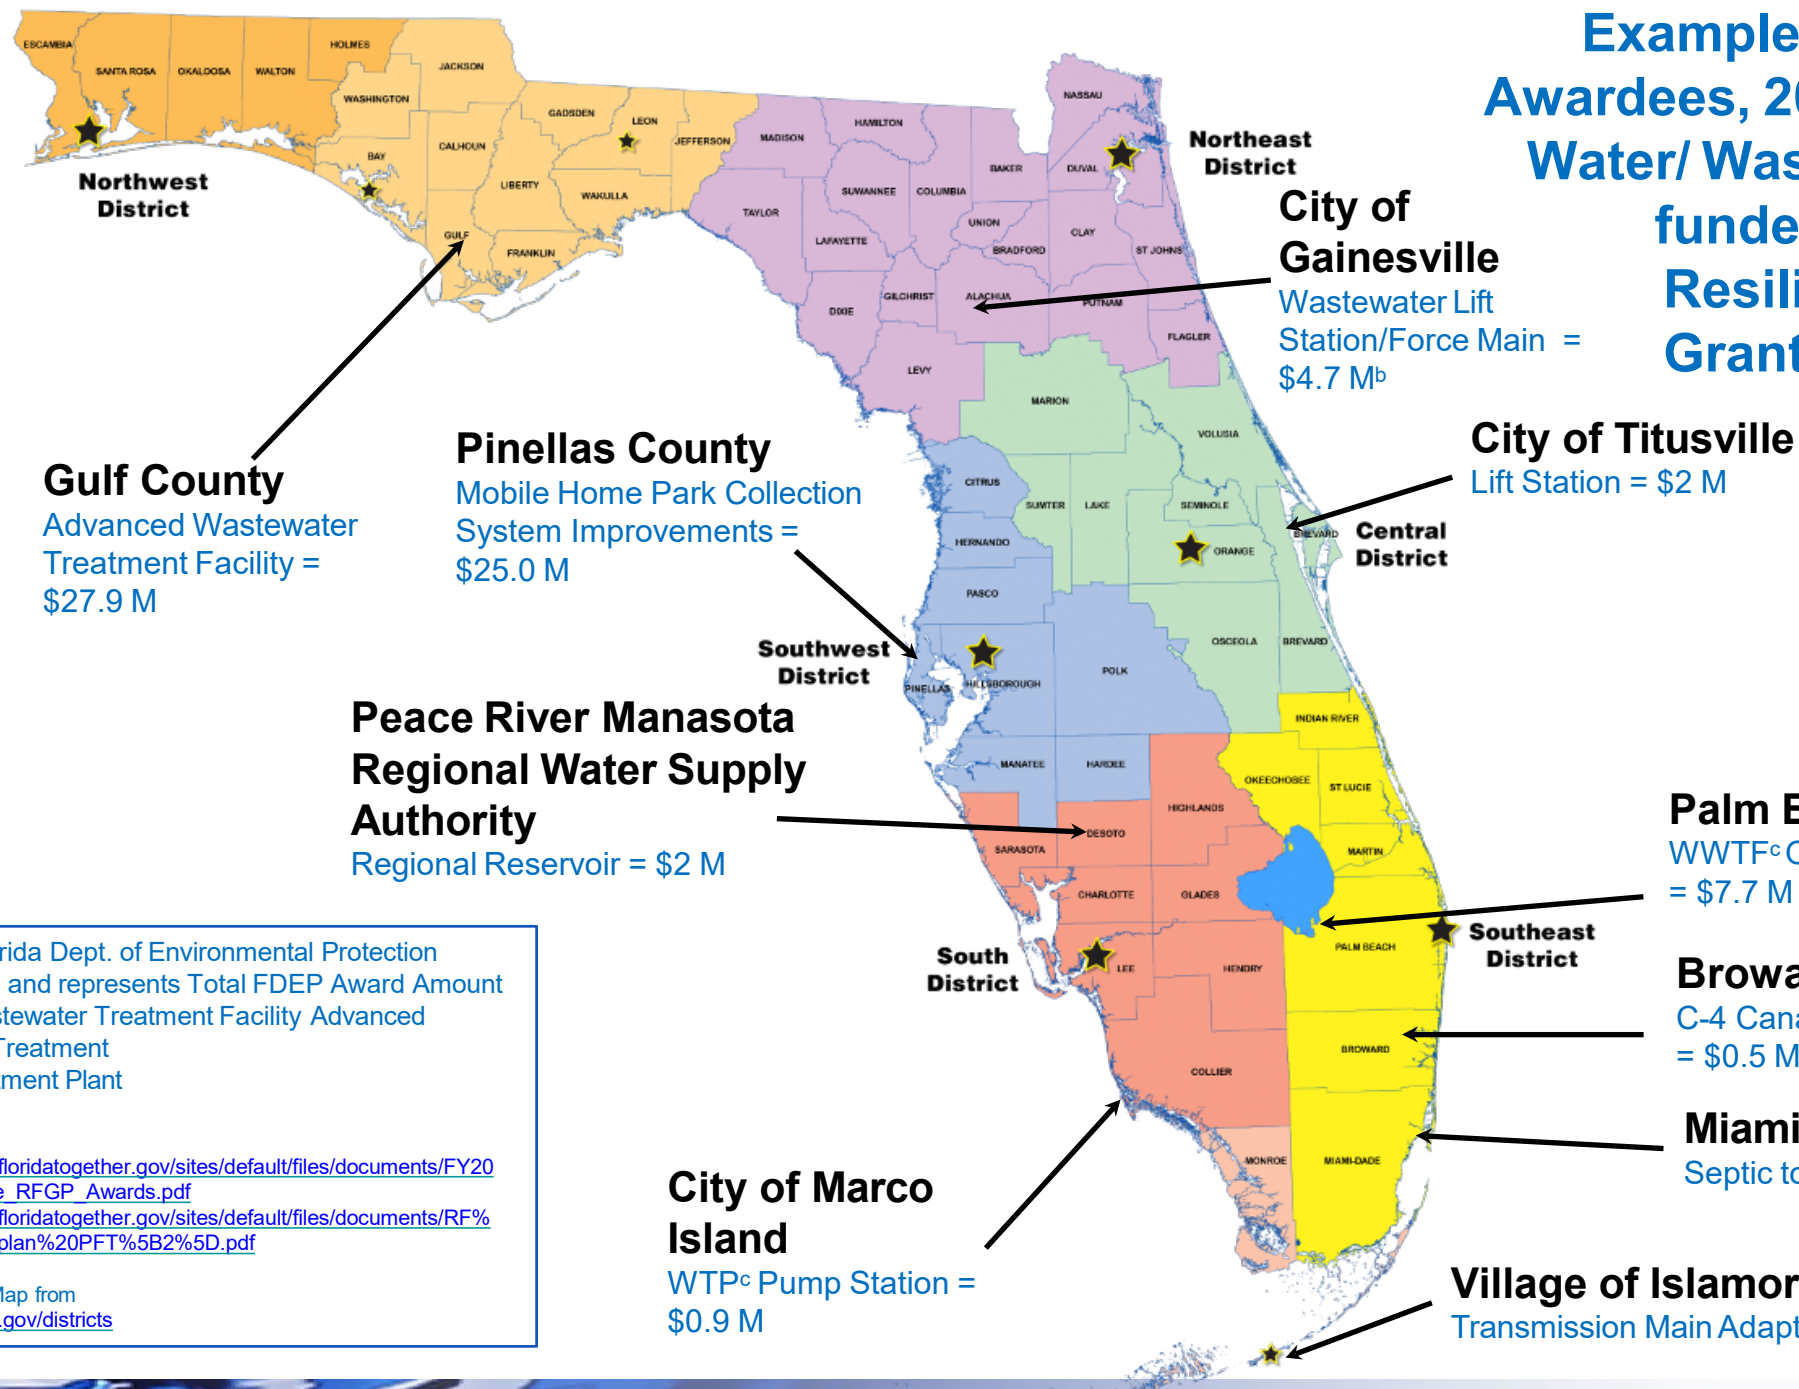 Example
Awardees, 20
Water/ Was
funde
Resili
Grant
ESCAMBIA
SANTA ROSA
OKALOOSA
WALTON
HOLMES
JACKSON
WASHINGTON
BAY
CALHOUN
GULF
LIBERTY
GADSDEN
LEON
JEFFERSON
WAKULLA
FRANKLIN
Northwest
District
MADISON
HAMILTON
TAYLOR
SUWANNEE
COLUMBIA
BAKER
NASSAU
DUVAL
UNION
BRADFORD
CLAY
ST JOHNS
LAFAYETTE
GILCHRIST
ALACHUA
PUTNAM
DIXIE
LEVY
FLAGLER
Northeast
District
City of
Gainesville
Wastewater Lift
Station/Force Main =
$4.7 Mᵇ
Gulf County
Advanced Wastewater
Treatment Facility =
$27.9 M
Pinellas County
Mobile Home Park Collection
System Improvements =
$25.0 M
City of Titusville
Lift Station = $2 M
MARION
VOLUSIA
SUMTER
LAKE
SEMINOLE
ORANGE
BREVARD
OSCEOLA
BREVARD
Central
District
CITRUS
HERNANDO
PASCO
PINELLAS
HILLSBOROUGH
POLK
MANATEE
HARDEE
Southwest
District
Peace River Manasota
Regional Water Supply
Authority
Regional Reservoir = $2 M
INDIAN RIVER
OKEECHOBEE
ST LUCIE
MARTIN
PALM BEACH
BROWARD
MIAMI-DADE
HIGHLANDS
DESOTO
SARASOTA
CHARLOTTE
GLADES
LEE
HENDRY
COLLIER
MONROE
South
District
Southeast
District
Palm B
WWTFᶜ C
= $7.7 M
Browa
C-4 Cana
= $0.5 M
Miami
Septic to
City of Marco
Island
WTPᶜ Pump Station =
$0.9 M
Village of Islamor
Transmission Main Adapt
rida Dept. of Environmental Protection
and represents Total FDEP Award Amount
stewater Treatment Facility Advanced
Treatment
tment Plant
floridatogether.gov/sites/default/files/documents/FY20
e_RFGP_Awards.pdf
floridatogether.gov/sites/default/files/documents/RF%
plan%20PFT%5B2%5D.pdf
Map from
.gov/districts